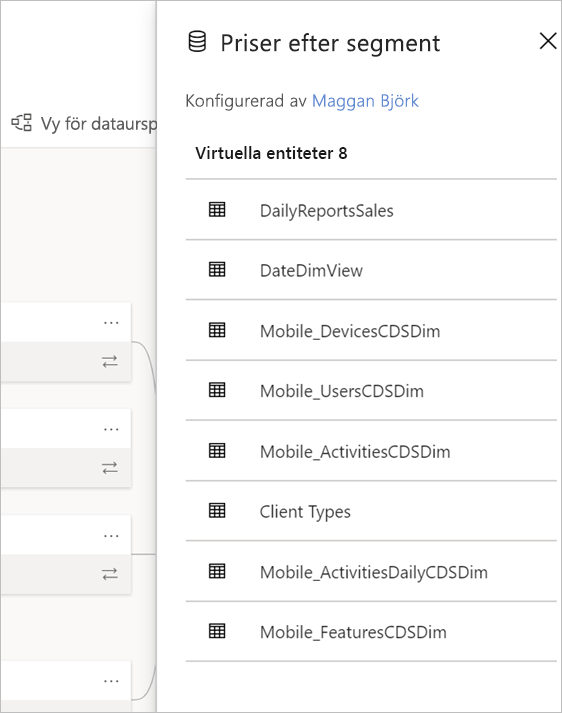 Priser efter segment
Konfigurerad av Maggan Björk
Vy för dataursp
Virtuella entiteter 8
DailyReportsSales
DateDimView
Mobile_DevicesCDSDim
Mobile_UsersCDSDim
Mobile_ActivitiesCDSDim
Client Types
Mobile_ActivitiesDailyCDSDim
Mobile_FeaturesCDSDim